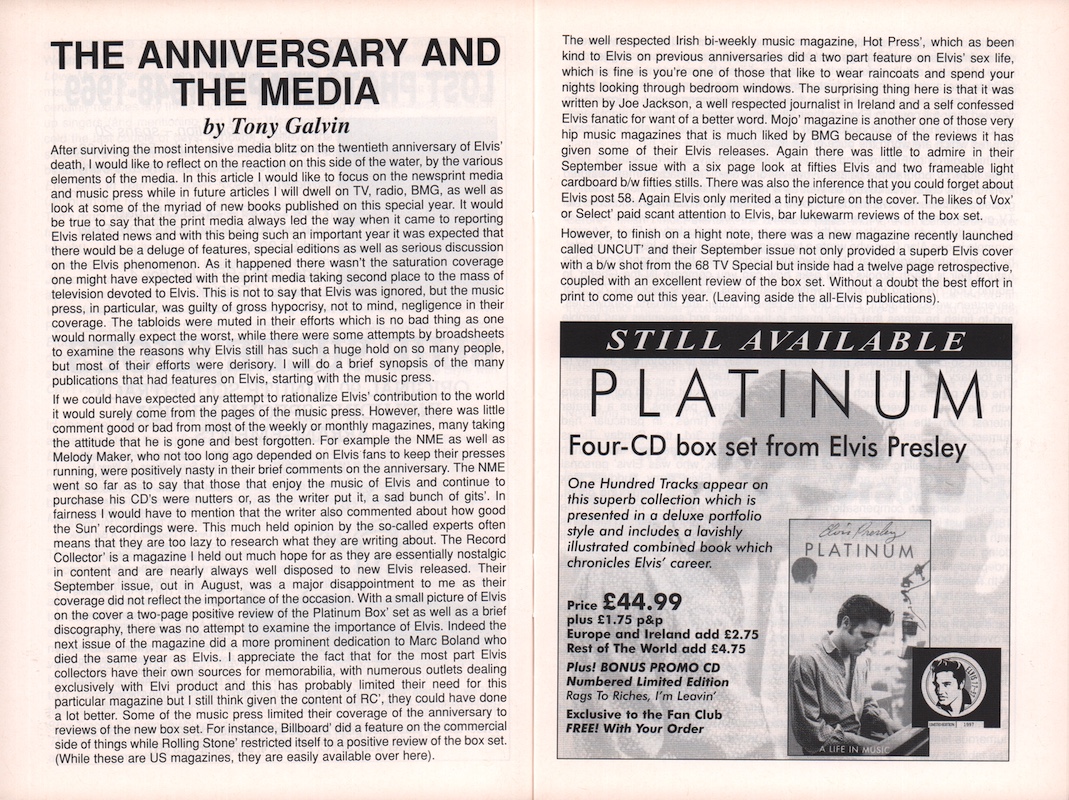 THE ANNIVERSARY AND
THE MEDIA
by Tony Galvin
After surviving the most intensive media blitz on the twentieth anniversary of Elvis'
death, I would like to reflect on the reaction on this side of the water, by the various
elements of the media. In this article I would like to focus on the newsprint media
and music press while in future articles I will dwell on TV, radio, BMG, as well as
look at some of the myriad of new books published on this special year. It would
be true to say that the print media always led the way when it came to reporting
Elvis related news and with this being such an important year it was expected that
there would be a deluge of features, special editions as well as serious discussion
on the Elvis phenomenon. As it happened there wasn't the saturation coverage
one might have expected with the print media taking second place to the mass of
television devoted to Elvis. This is not to say that Elvis was ignored, but the music
press, in particular, was guilty of gross hypocrisy, not to mind, negligence in their
coverage. The tabloids were muted in their efforts which is no bad thing as one
would normally expect the worst, while there were some attempts by broadsheets
to examine the reasons why Elvis still has such a huge hold on so many people,
but most of their efforts were derisory. I will do a brief synopsis of the many
publications that had features on Elvis, starting with the music press.
If we could have expected any attempt to rationalize Elvis' contribution to the world
it would surely come from the pages of the music press. However, there was little
comment good or bad from most of the weekly or monthly magazines, many taking
the attitude that he is gone and best forgotten. For example the NME as well as
Melody Maker, who not too long ago depended on Elvis fans to keep their presses
running, were positively nasty in their brief comments on the anniversary. The NME
went so far as to say that those that enjoy the music of Elvis and continue to
purchase his CD's were nutters or, as the writer put it, a sad bunch of gits'. In
fairness I would have to mention that the writer also commented about how good
the Sun' recordings were. This much held opinion by the so-called experts often
means that they are too lazy to research what they are writing about. The Record
Collector' is a magazine I held out much hope for as they are essentially nostalgic
in content and are nearly always well disposed to new Elvis released. Their
September issue, out in August, was a major disappointment to me as their
coverage did not reflect the importance of the occasion. With a small picture of Elvis
on the cover a two-page positive review of the Platinum Box' set as well as a brief
discography, there was no attempt to examine the importance of Elvis. Indeed the
next issue of the magazine did a more prominent dedication to Marc Boland who
died the same year as Elvis. I appreciate the fact that for the most part Elvis
collectors have their own sources for memorabilia, with numerous outlets dealing
exclusively with Elvi product and this has probably limited their need for this
particular magazine but I still think given the content of RC', they could have done
a lot better. Some of the music press limited their coverage of the anniversary to
reviews of the new box set. For instance, Billboard' did a feature on the commercial
side of things while Rolling Stone' restricted itself to a positive review of the box set.
(While these are US magazines, they are easily available over here).
The well respected Irish bi-weekly music magazine, Hot Press', which as been
kind to Elvis on previous anniversaries did a two part feature on Elvis' sex life,
which is fine is you're one of those that like to wear raincoats and spend your
nights looking through bedroom windows. The surprising thing here is that it was
written by Joe Jackson, a well respected journalist in Ireland and a self confessed
Elvis fanatic for want of a better word. Mojo' magazine is another one of those very
hip music magazines that is much liked by BMG because of the reviews it has
given some of their Elvis releases. Again there was little to admire in their
September issue with a six page look at fifties Elvis and two frameable light
cardboard b/w fifties stills. There was also the inference that you could forget about
Elvis post 58. Again Elvis only merited a tiny picture on the cover. The likes of Vox'
or Select' paid scant attention to Elvis, bar lukewarm reviews of the box set.
However, to finish on a hight note, there was a new magazine recently launched
called UNCUT' and their September issue not only provided a superb Elvis cover
with a b/w shot from the 68 TV Special but inside had a twelve page retrospective,
coupled with an excellent review of the box set. Without a doubt the best effort in
print to come out this year. (Leaving aside the all-Elvis publications).
STILL AVAILABLE
PLATINUM
Four-CD box set from Elvis Presley
One Hundred Tracks appear on
this superb collection which is
presented in a deluxe portfolio
style and includes a lavishly
illustrated combined book which
chronicles Elvis' career.
Price £44.99
plus £1.75 p&p
Europe and Ireland add £2.75
Rest of The World add £4.75
Plus! BONUS PROMO CD
Numbered Limited Edition
Rags To Riches, I'm Leavin'
Exclusive to the Fan Club
FREE! With Your Order
Elvis Presley
PLATINUM
A LIFE IN MUSIC
LIMITED EDITION 1997